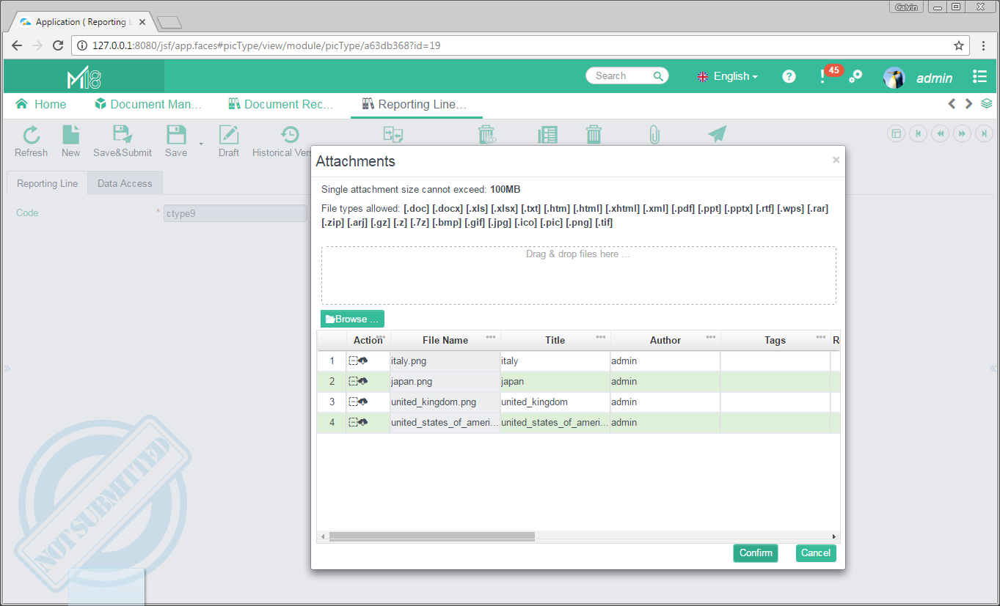 Calvin
Application ( Reporting L
127.0.0.1:8080/jsf/app.faces#picType/view/module/picType/a63db368?id=19
M18
Search
English
?
!
45
admin
Home
Document Man...
Document Rec...
Reporting Line...
Refresh
New
Save&Submit
Save
Draft
Historical Vers
Reporting Line
Data Access
Code
*
ctype9
Attachments
×
Single attachment size cannot exceed: 100MB
File types allowed: [.doc] [.docx] [.xls] [.xlsx] [.txt] [.htm] [.html] [.xhtml] [.xml] [.pdf] [.ppt] [.pptx] [.rtf] [.wps] [.rar]
[.zip] [.arj] [.gz] [.z] [.7z] [.bmp] [.gif] [.jpg] [.ico] [.pic] [.png] [.tif]
Drag & drop files here ...
Browse ...
Action File Name Title Author Tags R
1 italy.png italy admin
2 japan.png japan admin
3 united_kingdom.png united_kingdom admin
4 united_states_of_ameri... united_states_of_ameri... admin
Confirm
Cancel
NOT SUBMITTED